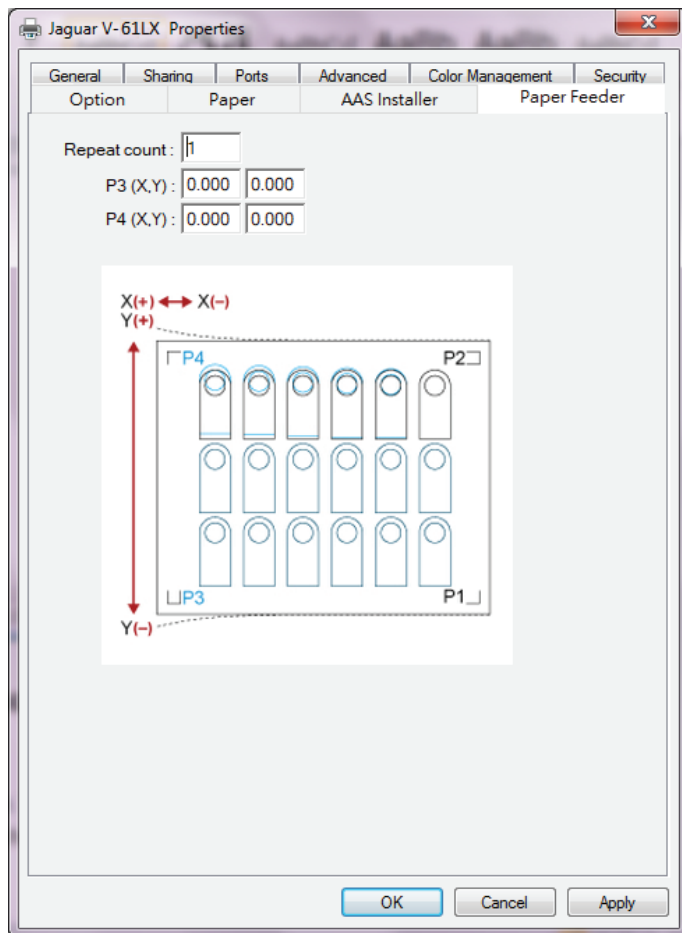 Jaguar V-61LX Properties
General Sharing Ports Advanced Color Management Security
Option Paper AAS Installer Paper Feeder
Repeat count : 1
P3 (X,Y) : 0.000 0.000
P4 (X,Y) : 0.000 0.000
X(+) X(−)
Y(+)
P4 P2
P3 P1
Y(−)
OK Cancel Apply